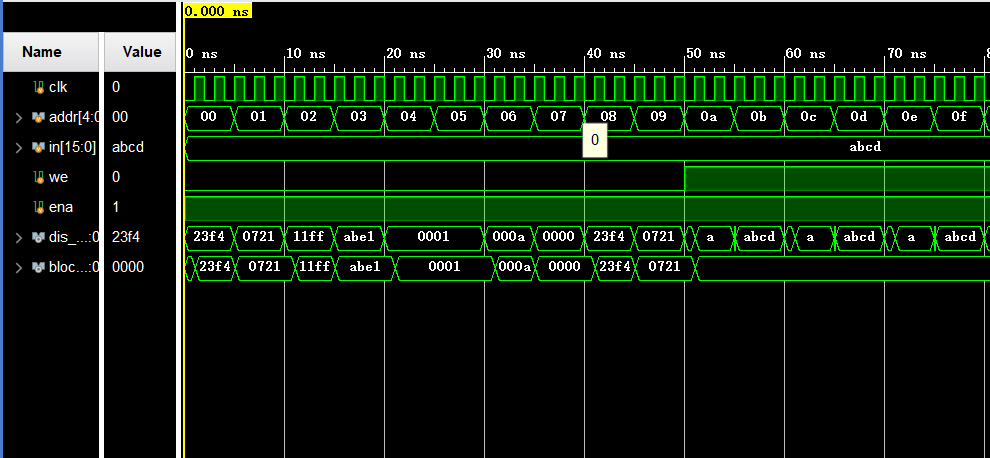 0.000 ns
Name Value 0 ns 10 ns 20 ns 30 ns 40 ns 50 ns 60 ns 70 ns
clk 0
addr[4:0 00 00 01 02 03 04 05 06 07 08 09 0a 0b 0c 0d 0e 0f
0
in[15:0] abcd abcd
we 0
ena 1
dis_...:0 23f4 23f4 0721 11ff abe1 0001 000a 0000 23f4 0721 a abcd a abcd a abcd
bloc...:0 0000 23f4 0721 11ff abe1 0001 000a 0000 23f4 0721